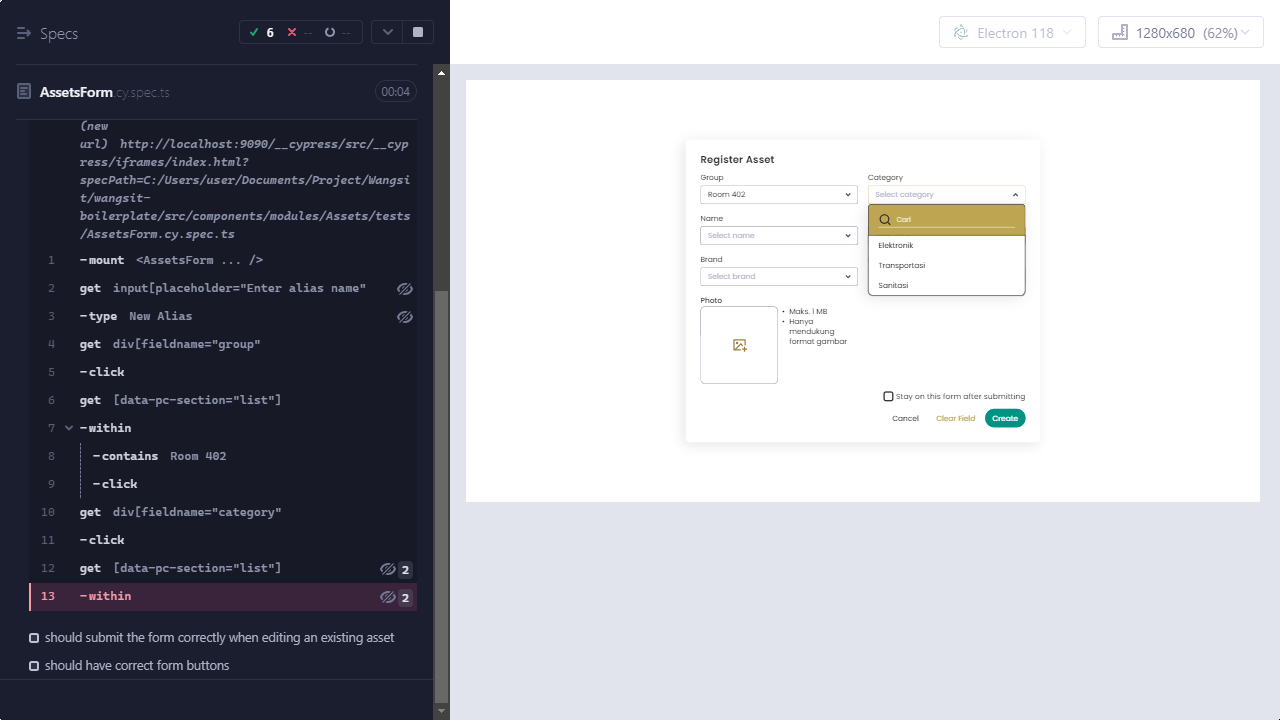 Specs
6
--
--
Electron 118
1280x680 (62%)
AssetsForm.cy.spec.ts
00:04
(new
url) http://localhost:9090/__cypress/src/__cyp
ress/iframes/index.html?
specPath=C:/Users/user/Documents/Project/Wangsi
t/wangsit-
boilerplate/src/components/modules/Assets/tests
/AssetsForm.cy.spec.ts
1 -mount <AssetsForm ... />
2 get input[placeholder="Enter alias name"
3 -type New Alias
4 get div[fieldname="group"
5 -click
6 get [data-pc-section="list"]
7 -within
8 -contains Room 402
9 -click
10 get div[fieldname="category"
11 -click
12 get [data-pc-section="list"] 2
13 -within 2
should submit the form correctly when editing an existing asset
should have correct form buttons
Register Asset
Group
Room 402
Category
Select category
Cari
Elektronik
Transportasi
Sanitasi
Name
Select name
Brand
Select brand
Photo
• Maks. 1 MB
• Hanya
mendukung
format gambar
Stay on this form after submitting
Cancel
Clear Field
Create